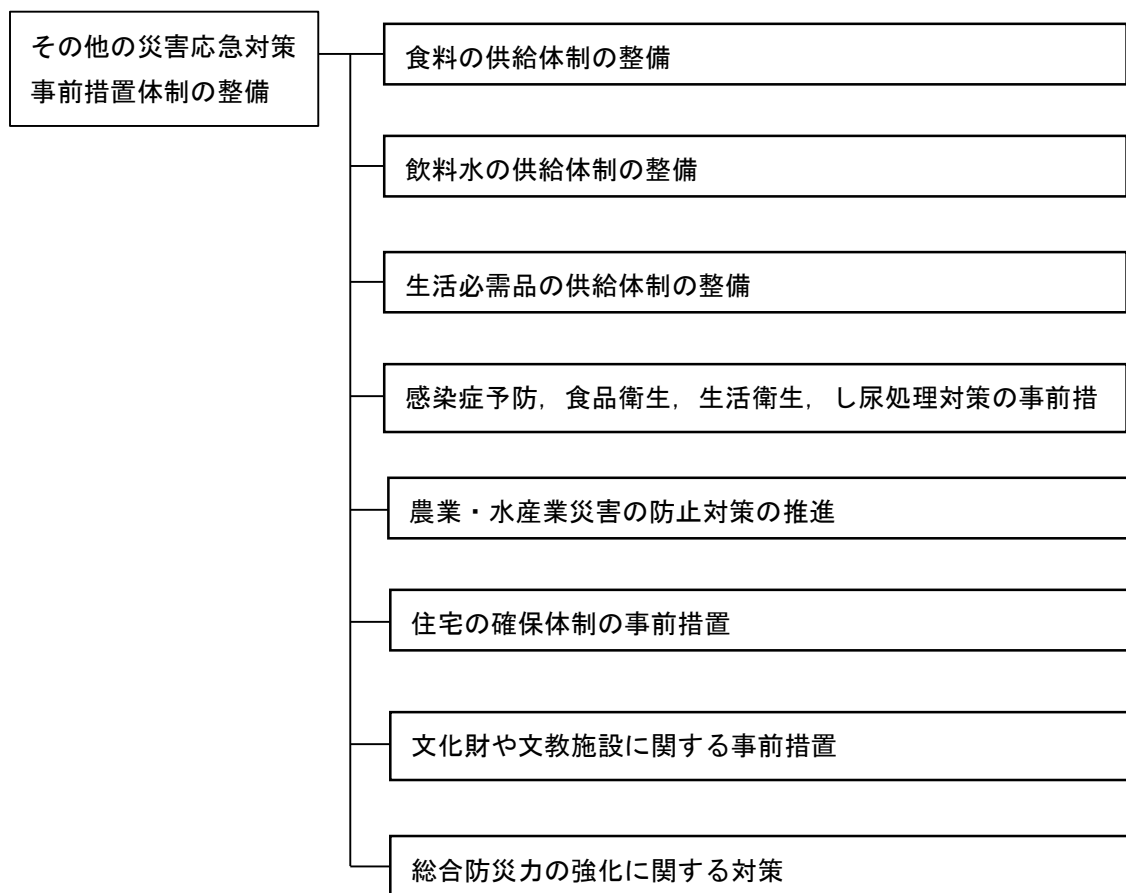 その他の災害応急対策
事前措置体制の整備
食料の供給体制の整備
飲料水の供給体制の整備
生活必需品の供給体制の整備
感染症予防，食品衛生，生活衛生，し尿処理対策の事前措
農業・水産業災害の防止対策の推進
住宅の確保体制の事前措置
文化財や文教施設に関する事前措置
総合防災力の強化に関する対策